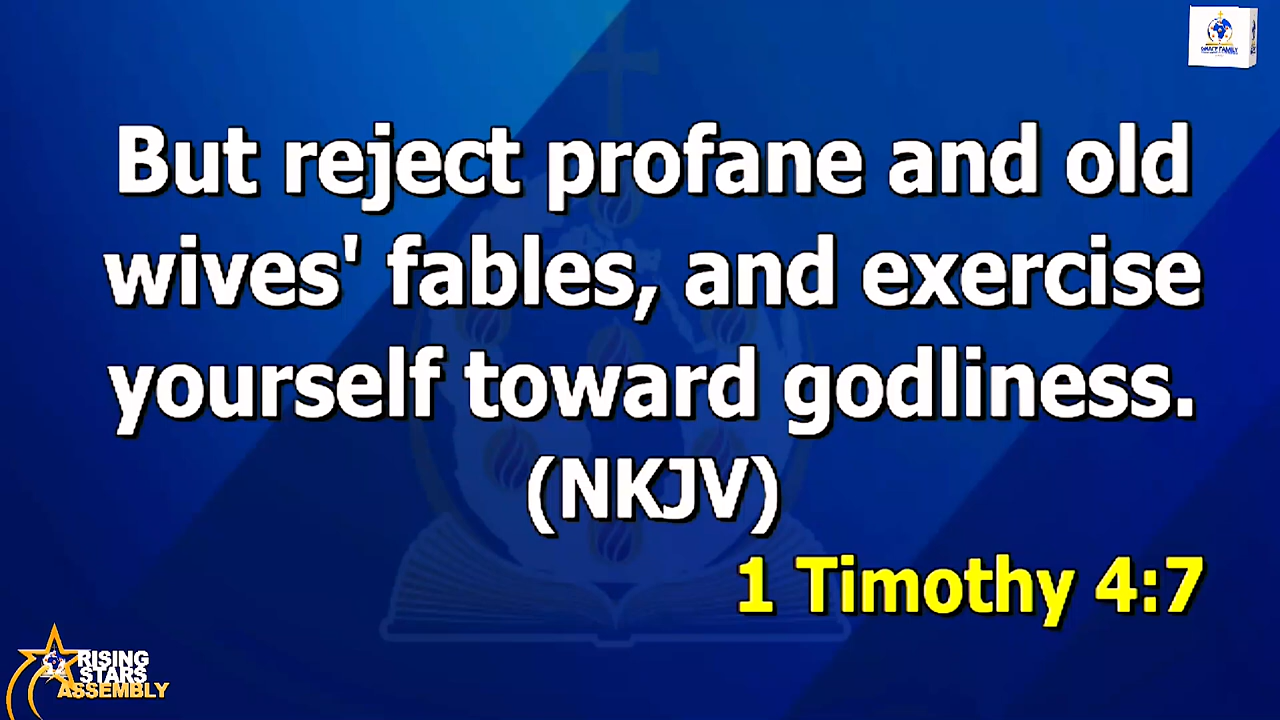 But reject profane and old
wives' fables, and exercise
yourself toward godliness.
(NKJV)
1 Timothy 4:7
RISING
STARS
ASSEMBLY